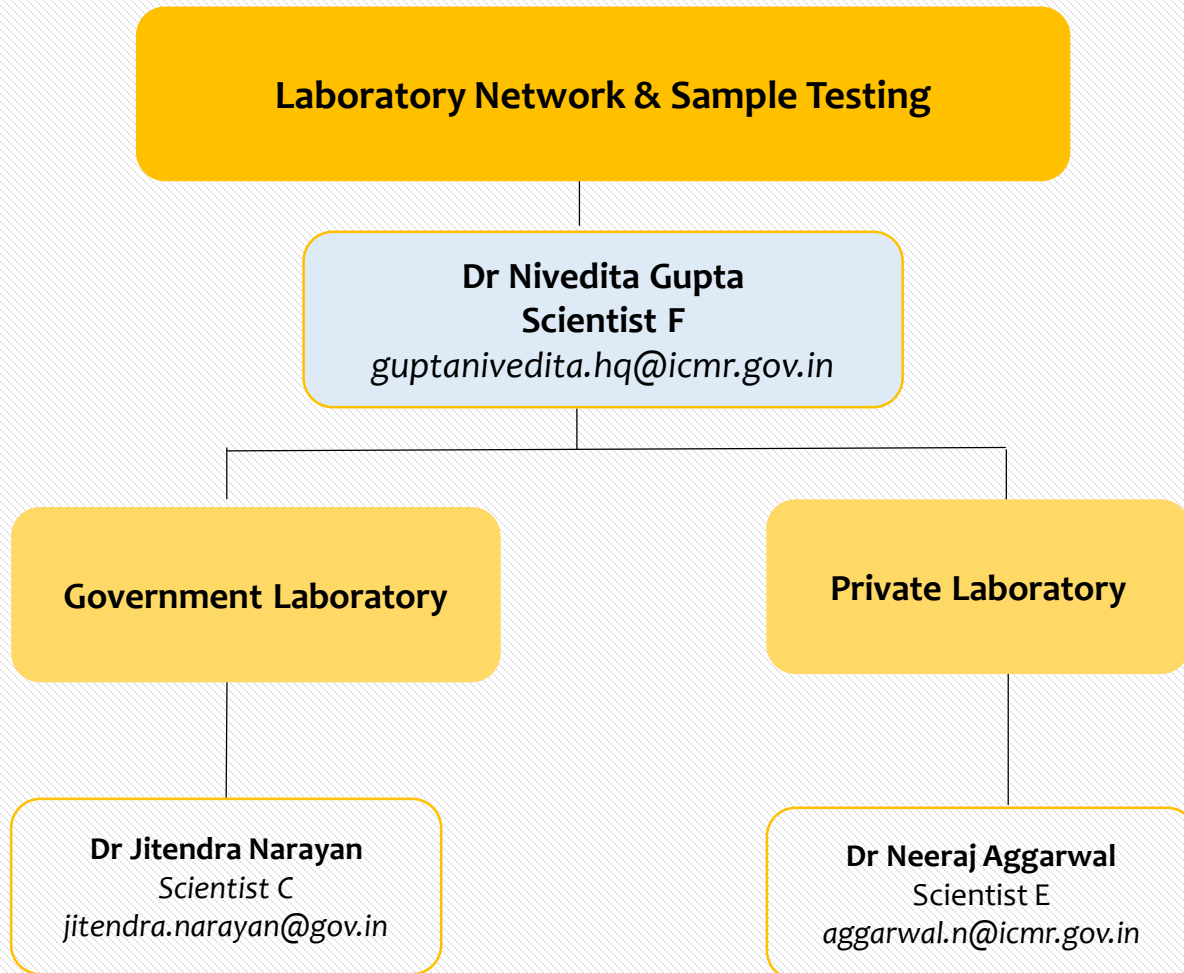 Laboratory Network & Sample Testing
Dr Nivedita Gupta
Scientist F
guptanivedita.hq@icmr.gov.in
Government Laboratory
Private Laboratory
Dr Jitendra Narayan
Scientist C
jitendra.narayan@gov.in
Dr Neeraj Aggarwal
Scientist E
aggarwal.n@icmr.gov.in